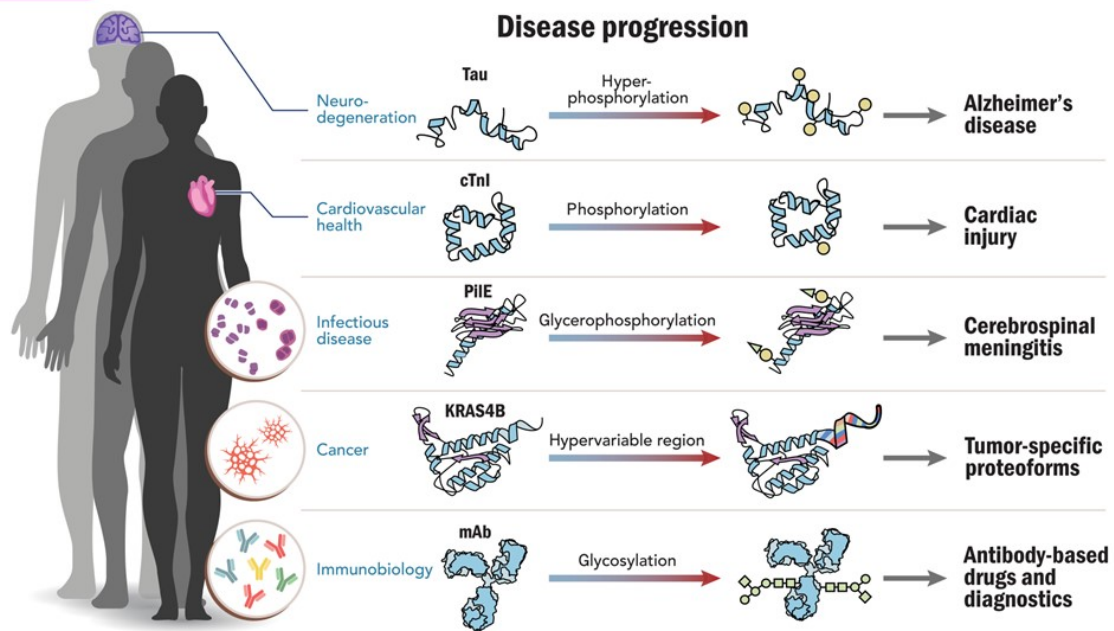 Disease progression
Neuro-
degeneration
Tau
Hyper-
phosphorylation
Alzheimer's
disease
Cardiovascular
health
cTnI
Phosphorylation
Cardiac
injury
Infectious
disease
PilE
Glycerophosphorylation
Cerebrospinal
meningitis
Cancer
KRAS4B
Hypervariable region
Tumor-specific
proteoforms
Immunobiology
mAb
Glycosylation
Antibody-based
drugs and
diagnostics